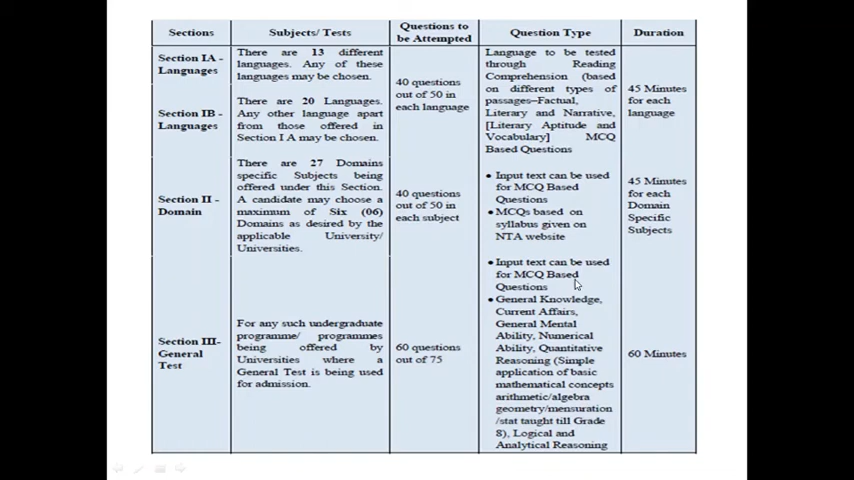 Sections
Subjects/ Tests
Questions to
be Attempted
Question Type
Duration
Section IA -
Languages
There are 13 different
languages. Any of these
languages may be chosen.
40 questions
out of 50 in
each language
Language to be tested
through Reading
Comprehension (based
on different types of
passages–Factual,
Literary and Narrative,
[Literary Aptitude and
Vocabulary] MCQ
Based Questions
45 Minutes
for each
language
Section IB -
Languages
There are 20 Languages.
Any other language apart
from those offered in
Section I A may be chosen.
Section II -
Domain
There are 27 Domains
specific Subjects being
offered under this Section.
A candidate may choose a
maximum of Six (06)
Domains as desired by the
applicable University/
Universities.
40 questions
out of 50 in
each subject
• Input text can be used
for MCQ Based
Questions
• MCQs based on
syllabus given on
NTA website
45 Minutes
for each
Domain
Specific
Subjects
Section III-
General
Test
For any such undergraduate
programme/ programmes
being offered by
Universities where a
General Test is being used
for admission.
60 questions
out of 75
• Input text can be used
for MCQ Based
Questions
• General Knowledge,
Current Affairs,
General Mental
Ability, Numerical
Ability, Quantitative
Reasoning (Simple
application of basic
mathematical concepts
arithmetic/algebra
geometry/mensuration
/stat taught till Grade
8), Logical and
Analytical Reasoning
60 Minutes